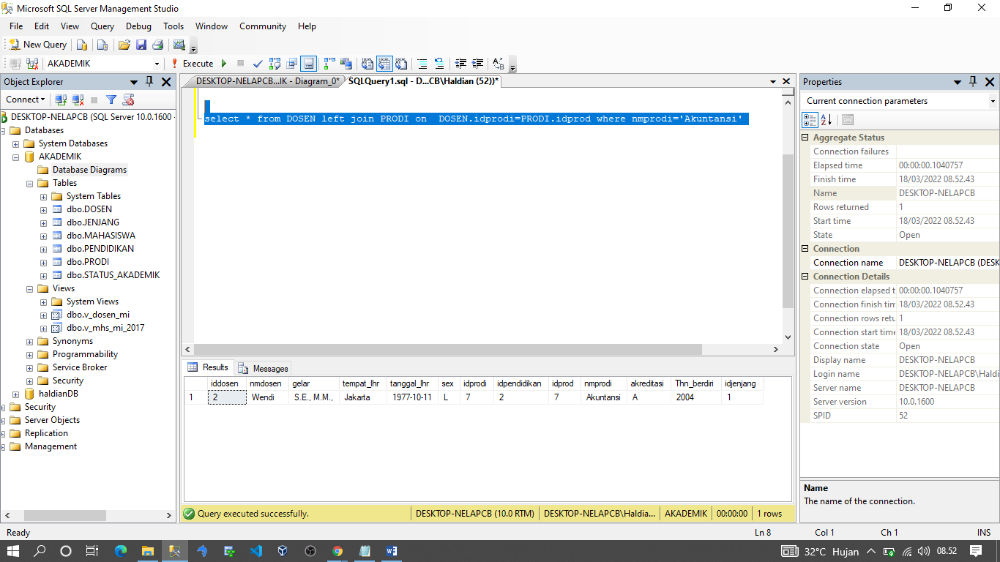 Microsoft SQL Server Management Studio
File Edit View Query Debug Tools Window Community Help
New Query
AKADEMIK
Execute
Object Explorer
Connect
DESKTOP-NELAPCB (SQL Server 10.0.1600 -
Databases
System Databases
AKADEMIK
Database Diagrams
Tables
System Tables
dbo.DOSEN
dbo.JENJANG
dbo.MAHASISWA
dbo.PENDIDIKAN
dbo.PRODI
dbo.STATUS_AKADEMIK
Views
System Views
dbo.v_dosen_mi
dbo.v_mhs_mi_2017
Synonyms
Programmability
Service Broker
Security
haldianDB
Security
Server Objects
Replication
Management
DESKTOP-NELAPCB...IK - Diagram_0* SQLQuery1.sql - D...CB\Haldian (52))*
select * from DOSEN left join PRODI on  DOSEN.idprodi=PRODI.idprod where nmprodi='Akuntansi'
Results Messages
iddosen nmdosen gelar tempat_lhr tanggal_lhr sex idprodi idpendidikan idprod nmprodi akreditasi Thn_berdiri idjenjang
1 2 Wendi S.E., M.M., Jakarta 1977-10-11 L 7 2 7 Akuntansi A 2004 1
Query executed successfully. DESKTOP-NELAPCB (10.0 RTM) DESKTOP-NELAPCB\Haldia... AKADEMIK 00:00:00 1 rows
Properties
Current connection parameters
Aggregate Status
Connection failures
Elapsed time 00:00:00.1040757
Finish time 18/03/2022 08.52.43
Name DESKTOP-NELAPCB
Rows returned 1
Start time 18/03/2022 08.52.43
State Open
Connection
Connection name DESKTOP-NELAPCB (DESK
Connection Details
Connection elapsed t 00:00:00.1040757
Connection finish tim 18/03/2022 08.52.43
Connection rows retu 1
Connection start time 18/03/2022 08.52.43
Connection state Open
Display name DESKTOP-NELAPCB
Login name DESKTOP-NELAPCB\Haldi
Server name DESKTOP-NELAPCB
Server version 10.0.1600
SPID 52
Name
The name of the connection.
Ready Ln 8 Col 1 Ch 1 INS
32°C Hujan 08.52